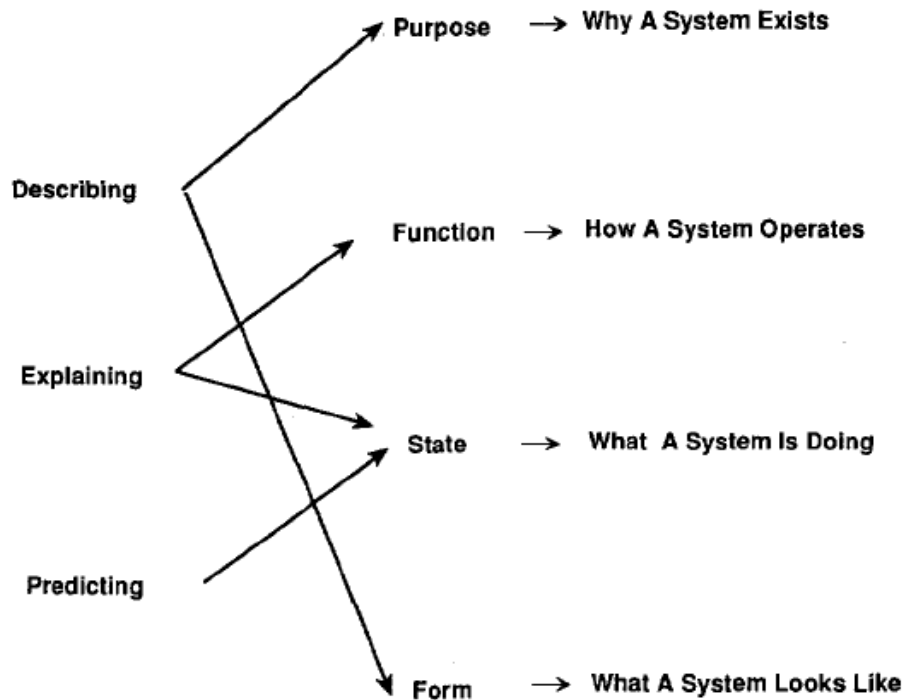 Purpose → Why A System Exists
Describing
Function → How A System Operates
Explaining
State → What A System Is Doing
Predicting
Form → What A System Looks Like